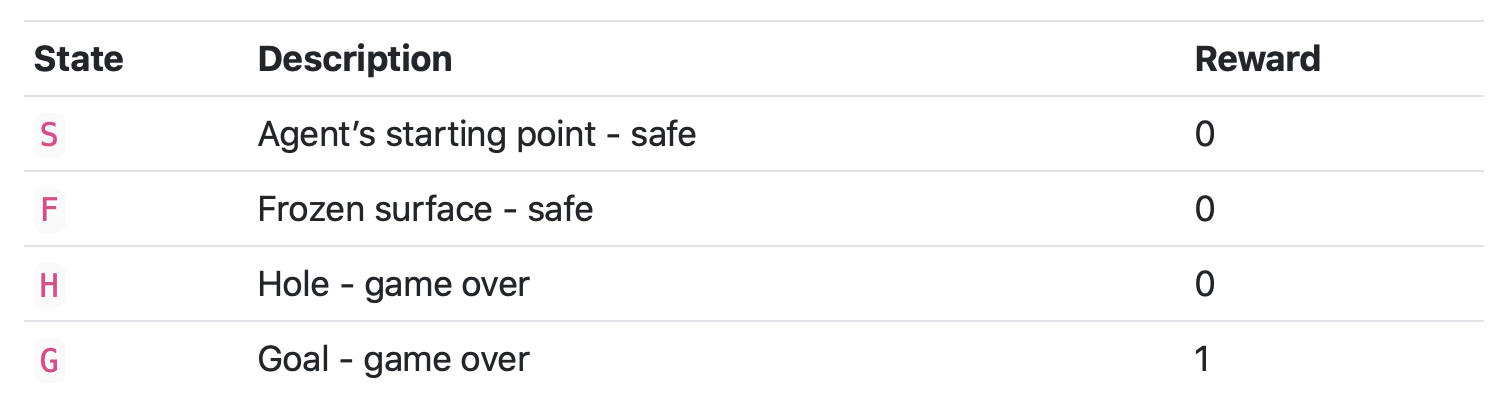 State Description Reward
S Agent’s starting point - safe 0
F Frozen surface - safe 0
H Hole - game over 0
G Goal - game over 1